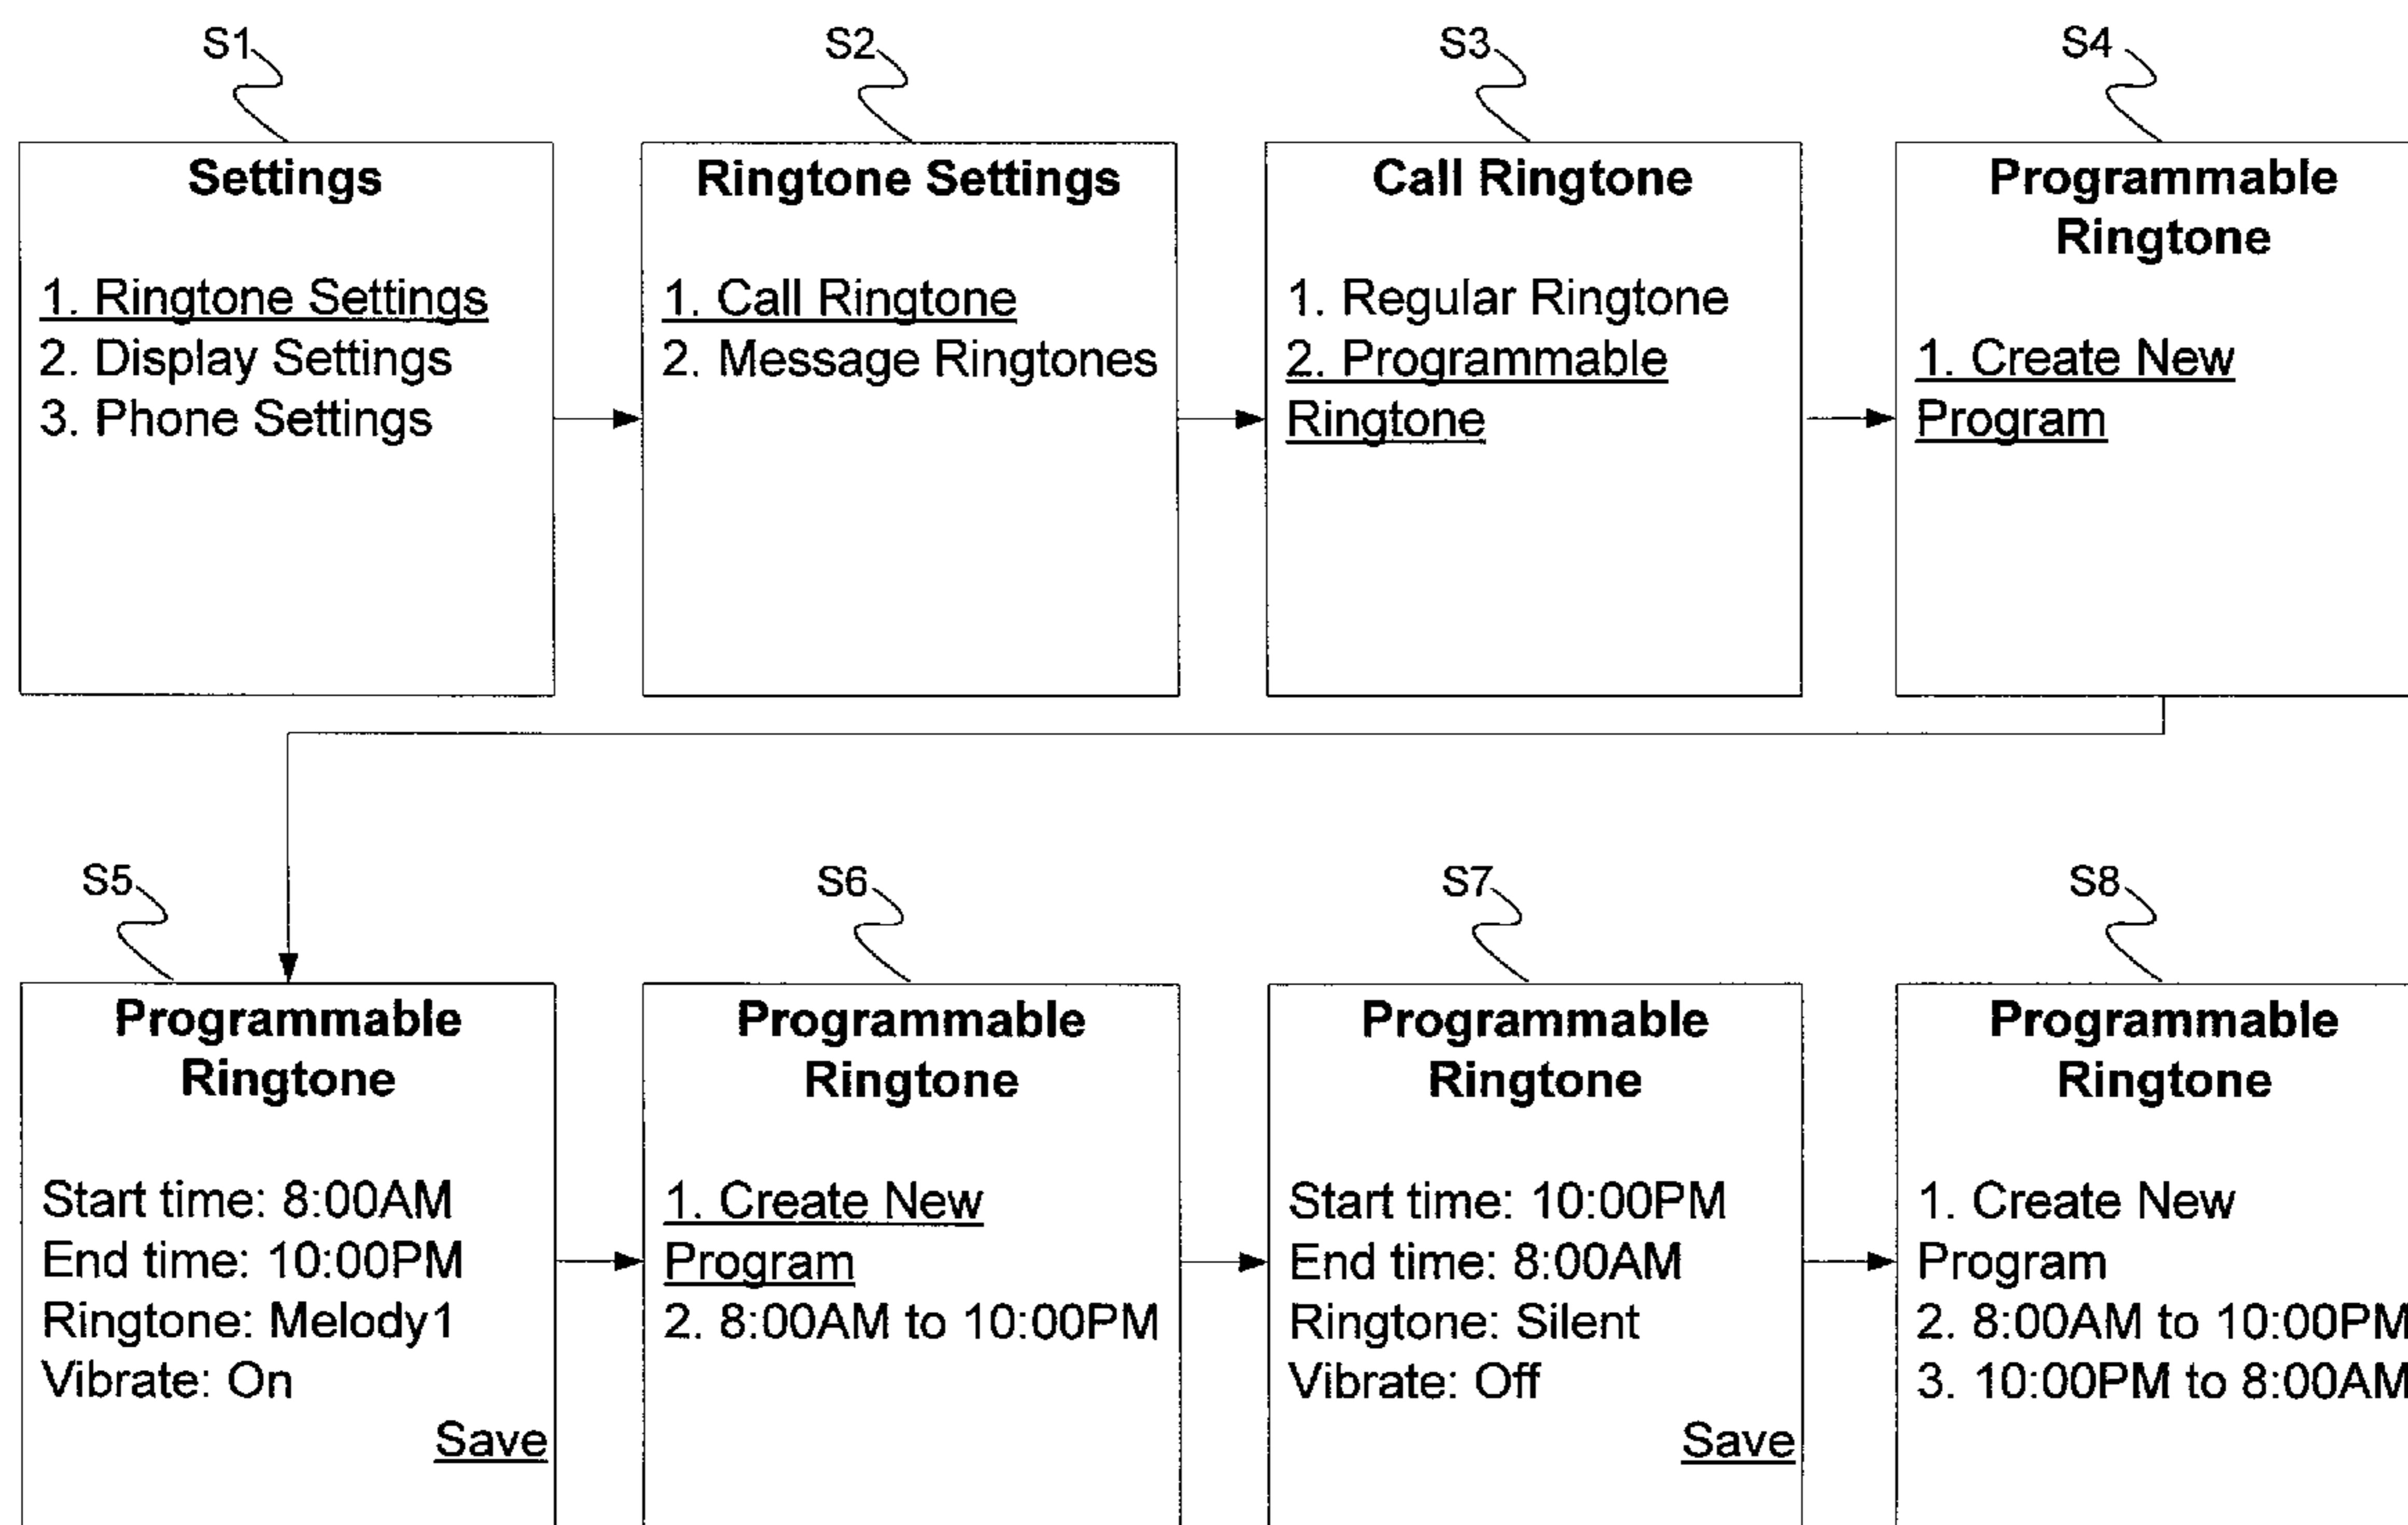 S1
Settings
1. Ringtone Settings
2. Display Settings
3. Phone Settings
S2
Ringtone Settings
1. Call Ringtone
2. Message Ringtones
S3
Call Ringtone
1. Regular Ringtone
2. Programmable
Ringtone
S4
Programmable
Ringtone
1. Create New
Program
S5
Programmable
Ringtone
Start time: 8:00AM
End time: 10:00PM
Ringtone: Melody1
Vibrate: On
Save
S6
Programmable
Ringtone
1. Create New
Program
2. 8:00AM to 10:00PM
S7
Programmable
Ringtone
Start time: 10:00PM
End time: 8:00AM
Ringtone: Silent
Vibrate: Off
Save
S8
Programmable
Ringtone
1. Create New
Program
2. 8:00AM to 10:00PM
3. 10:00PM to 8:00AM